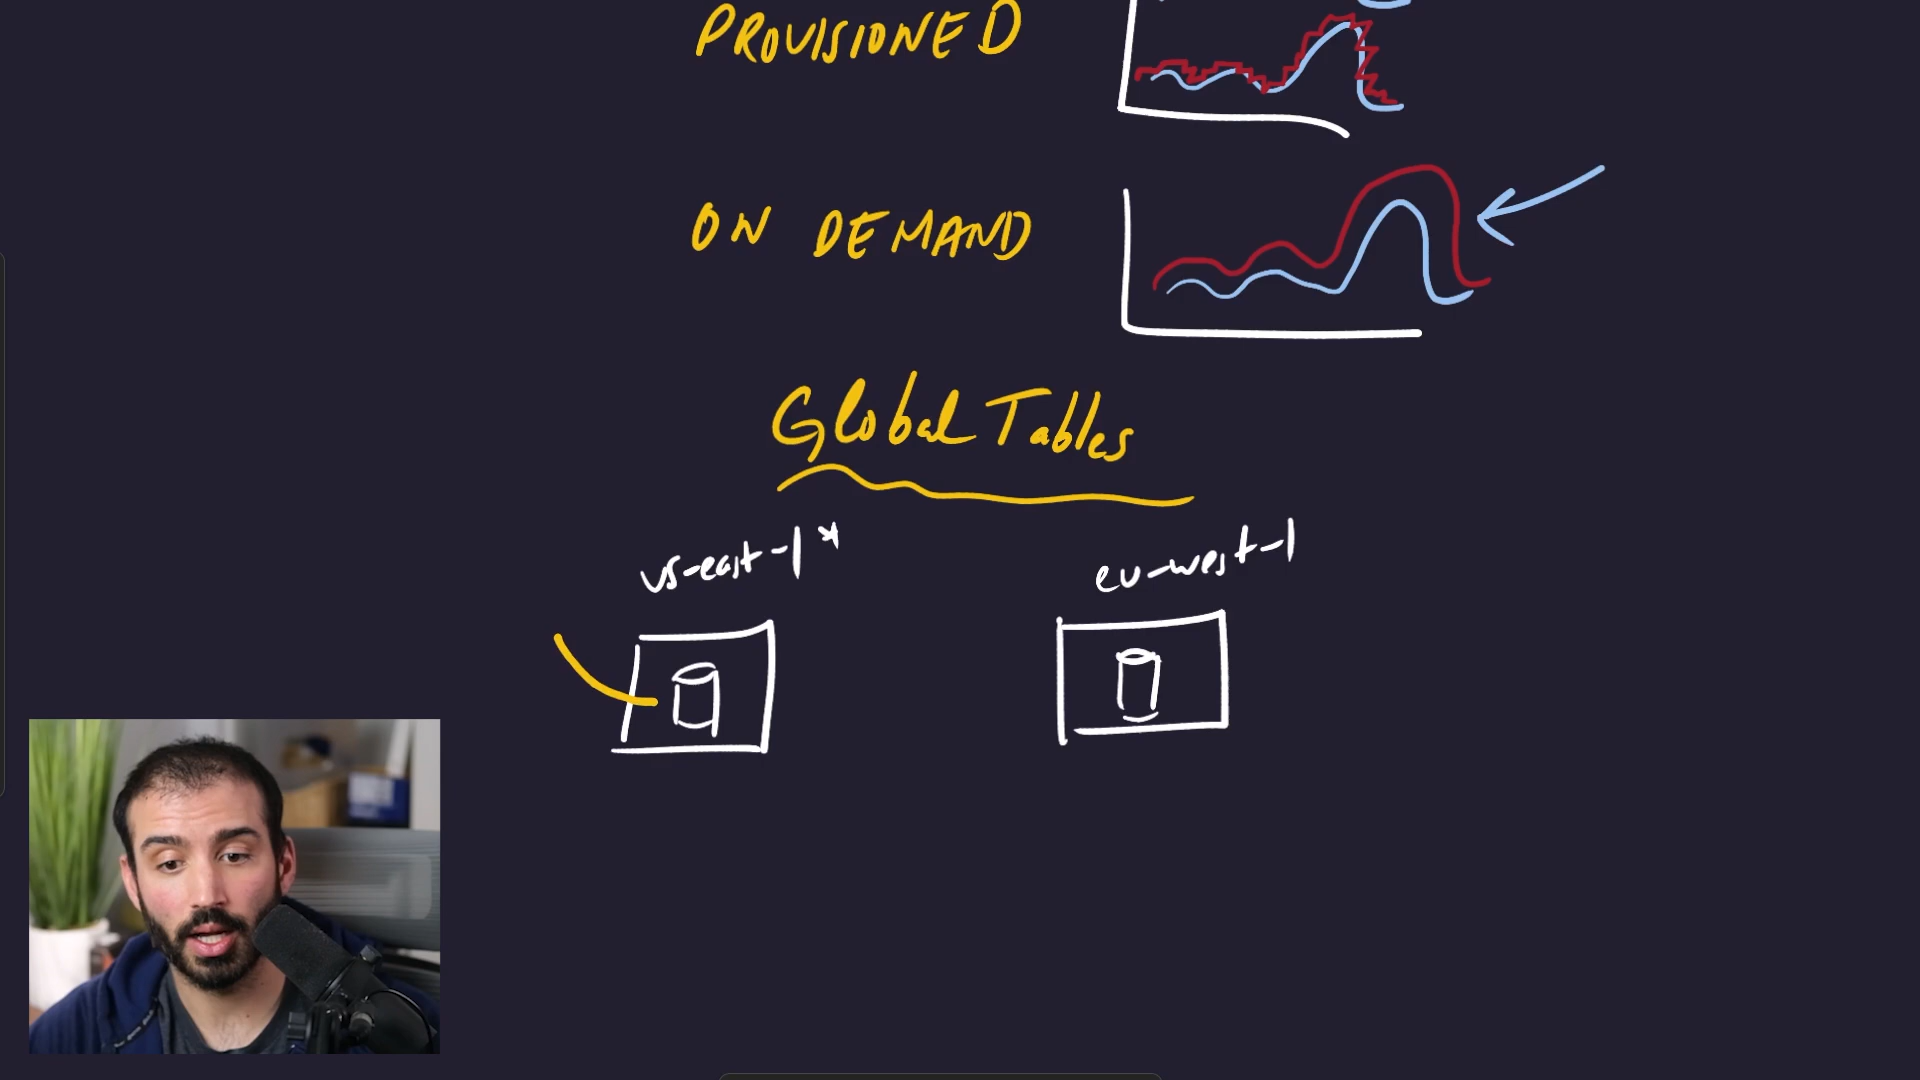 PROVISIONED
ON DEMAND
Global Tables
us-east-1*
eu-west-1